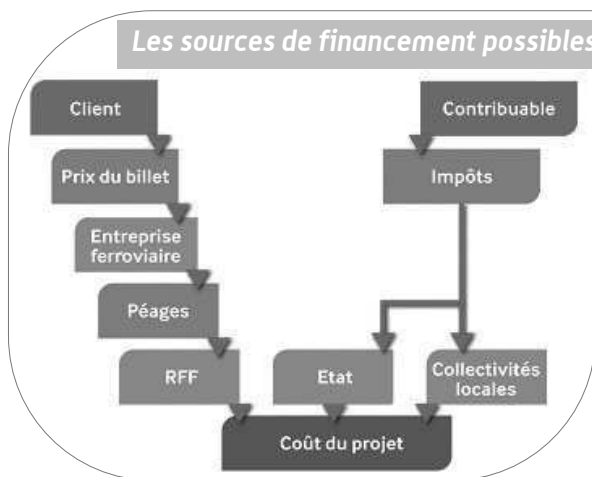 Les sources de financement possibles
Client
Contribuable
Prix du billet
Impôts
Entreprise
ferroviaire
Péages
RFF
Etat
Collectivités
locales
Coût du projet